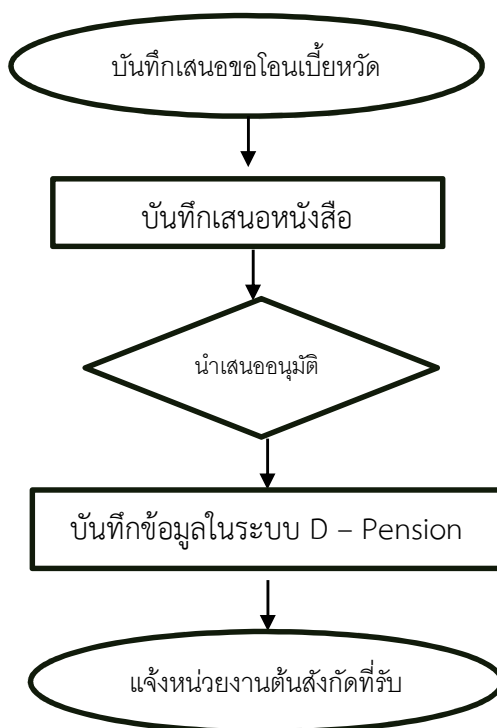 บันทึกเสนอขอโอนเบี้ยหวัด
บันทึกเสนอหนังสือ
นำเสนออนุมัติ
บันทึกข้อมูลในระบบ D – Pension
แจ้งหน่วยงานต้นสังกัดที่รับ